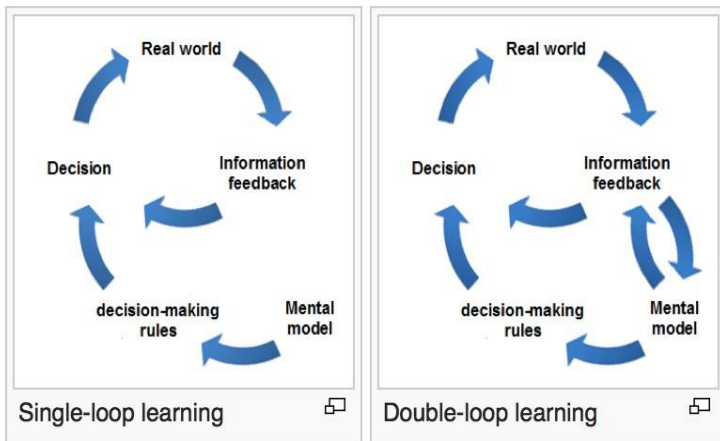 Real world
Decision
Information
feedback
decision-making
rules
Mental
model
Single-loop learning
Real world
Decision
Information
feedback
decision-making
rules
Mental
model
Double-loop learning